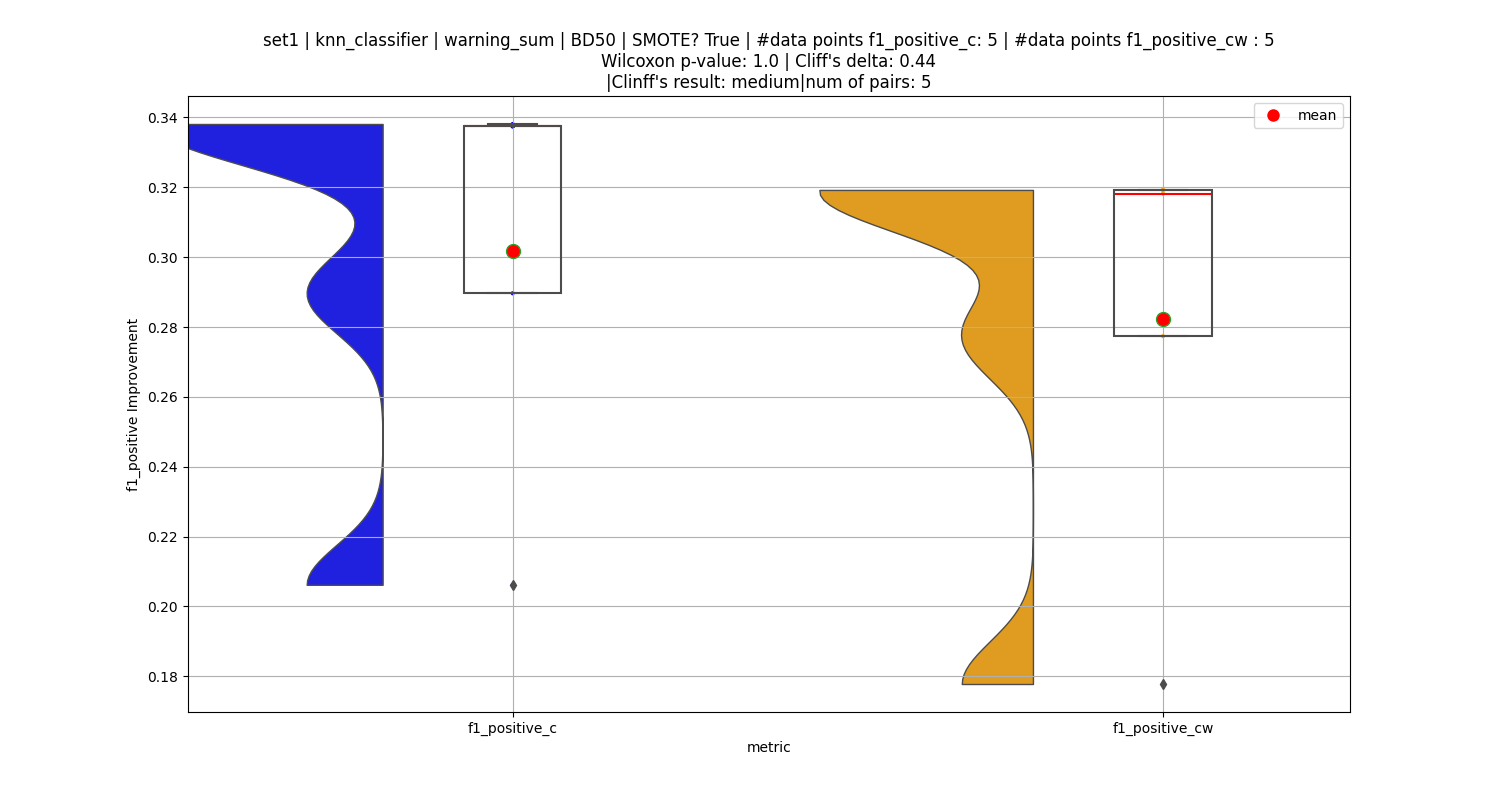 set1 | knn_classifier | warning_sum | BD50 | SMOTE? True | #data points f1_positive_c: 5 | #data points f1_positive_cw : 5
Wilcoxon p-value: 1.0 | Cliff's delta: 0.44
|Clinff's result: medium|num of pairs: 5
mean
0.34
0.32
0.30
0.28
0.26
0.24
0.22
0.20
0.18
f1_positive Improvement
f1_positive_c
f1_positive_cw
metric